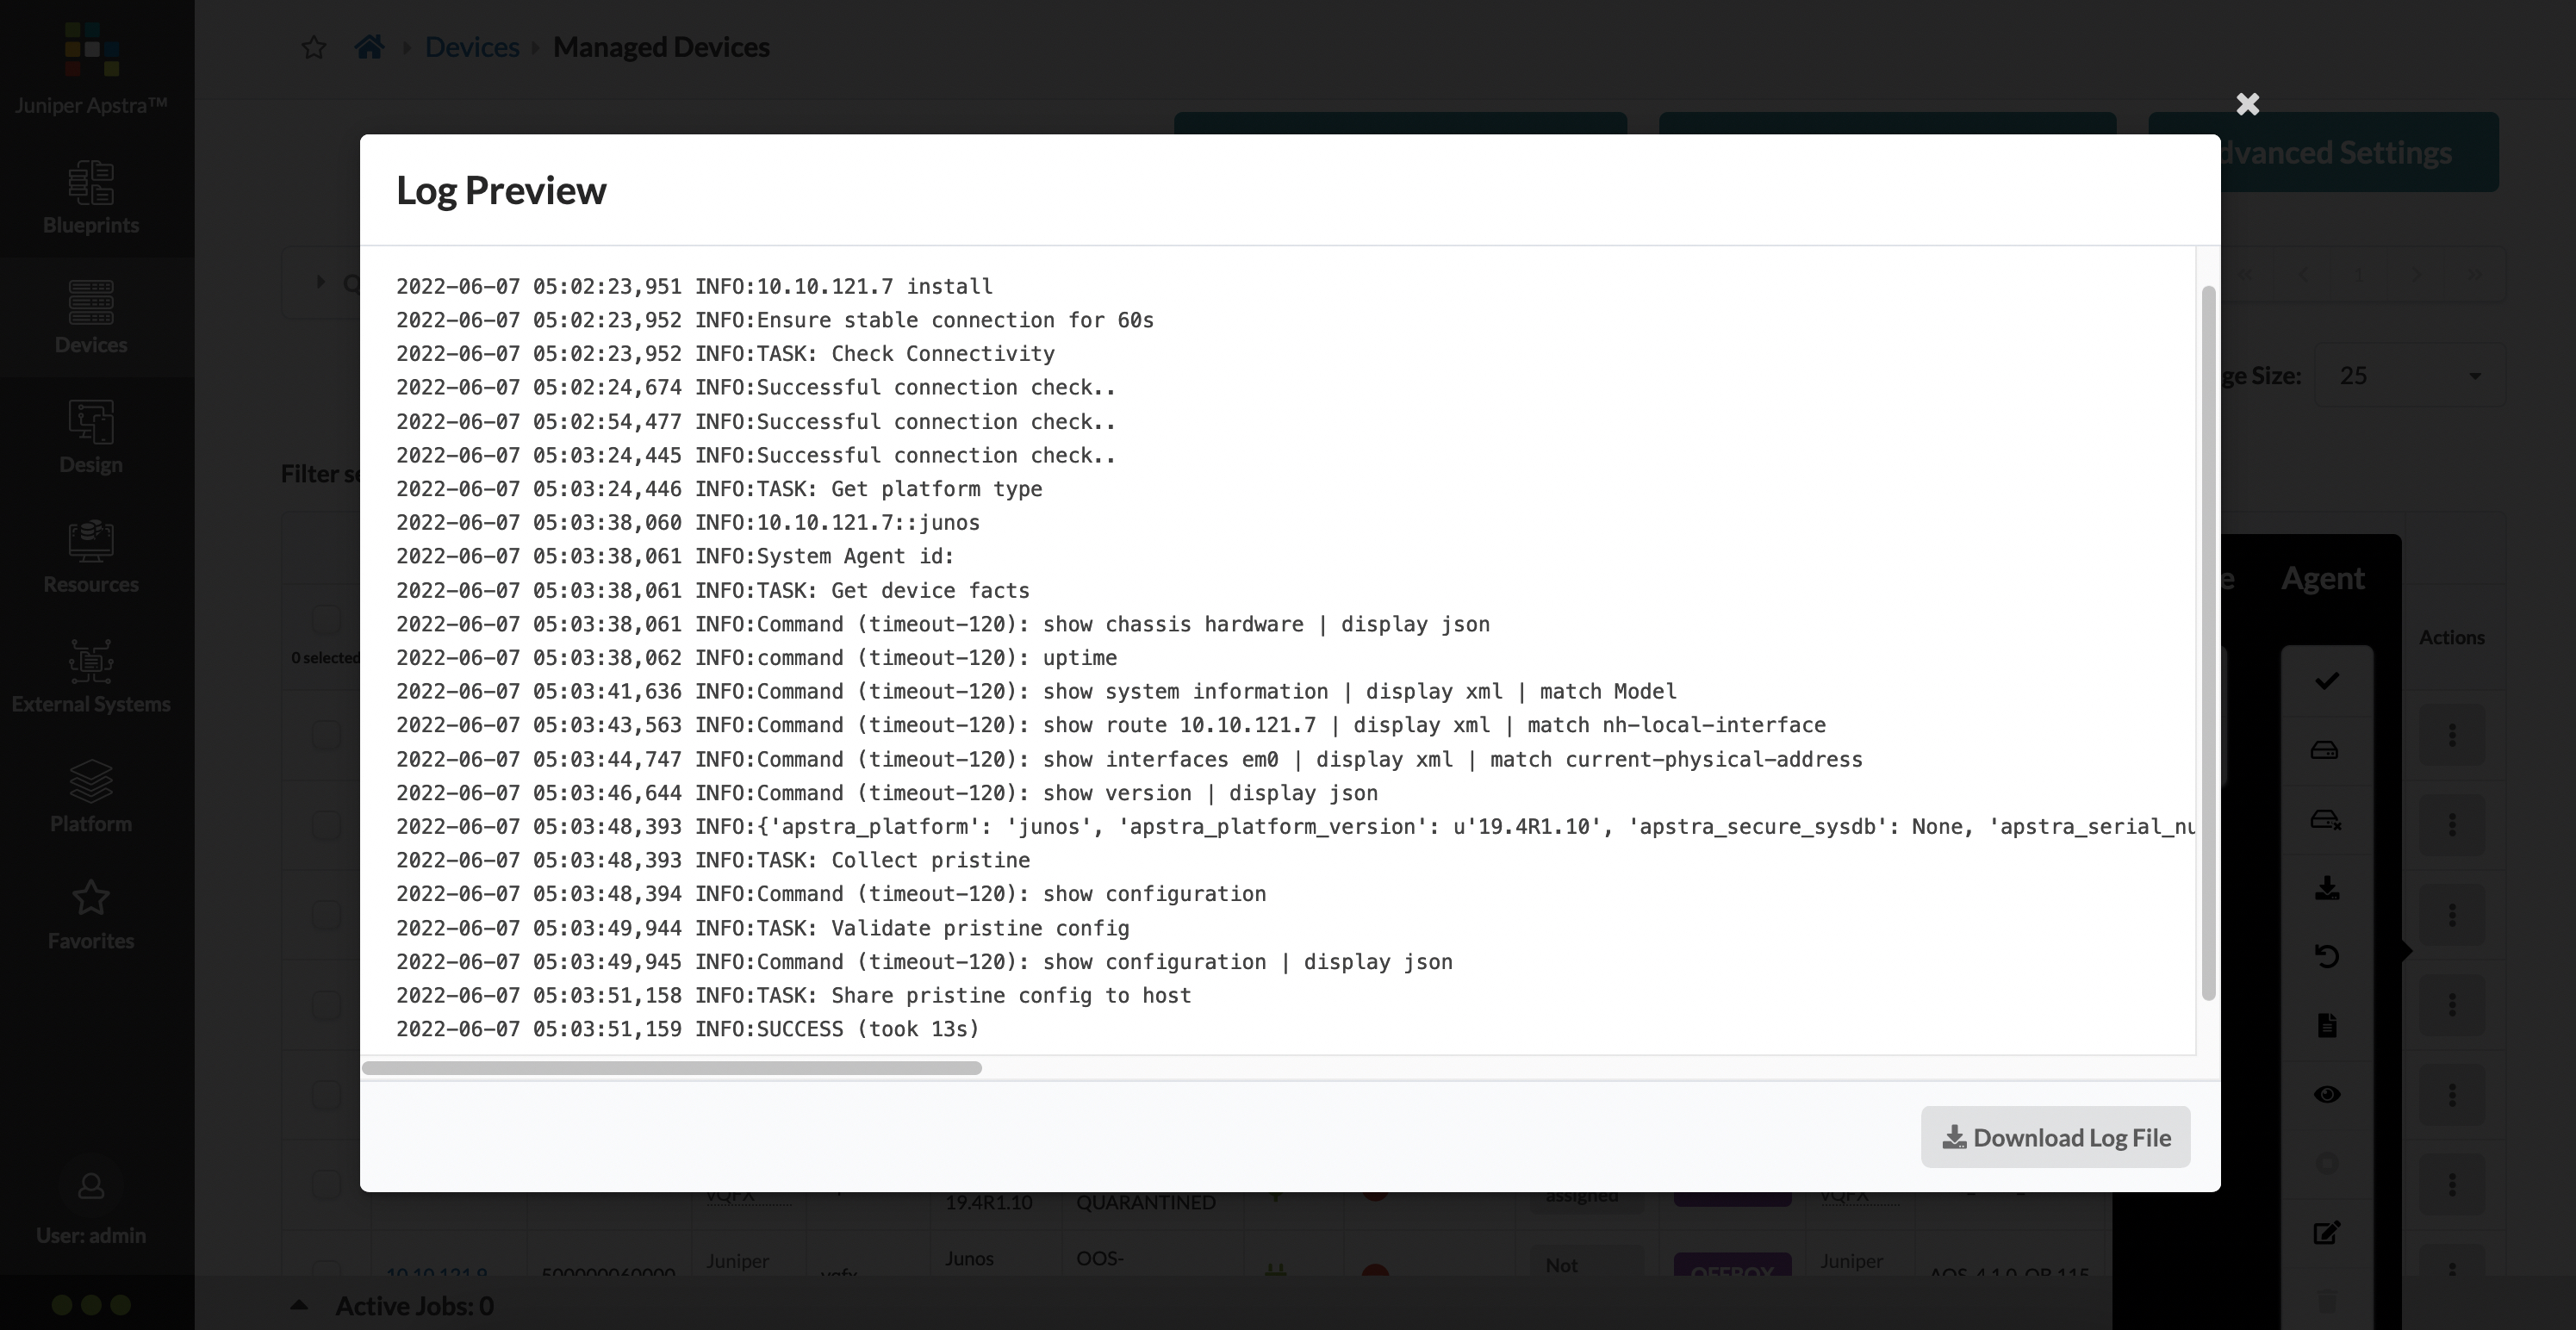 Juniper Apstra™
Blueprints
Devices
Design
Resources
External Systems
Platform
Favorites
User: admin
Devices
Managed Devices
dvanced Settings
Q
1
ge Size:
25
Filter se
0 selected
e
Agent
Actions
Log Preview
2022-06-07 05:02:23,951 INFO:10.10.121.7 install
2022-06-07 05:02:23,952 INFO:Ensure stable connection for 60s
2022-06-07 05:02:23,952 INFO:TASK: Check Connectivity
2022-06-07 05:02:24,674 INFO:Successful connection check..
2022-06-07 05:02:54,477 INFO:Successful connection check..
2022-06-07 05:03:24,445 INFO:Successful connection check..
2022-06-07 05:03:24,446 INFO:TASK: Get platform type
2022-06-07 05:03:38,060 INFO:10.10.121.7::junos
2022-06-07 05:03:38,061 INFO:System Agent id:
2022-06-07 05:03:38,061 INFO:TASK: Get device facts
2022-06-07 05:03:38,061 INFO:Command (timeout-120): show chassis hardware | display json
2022-06-07 05:03:38,062 INFO:command (timeout-120): uptime
2022-06-07 05:03:41,636 INFO:Command (timeout-120): show system information | display xml | match Model
2022-06-07 05:03:43,563 INFO:Command (timeout-120): show route 10.10.121.7 | display xml | match nh-local-interface
2022-06-07 05:03:44,747 INFO:Command (timeout-120): show interfaces em0 | display xml | match current-physical-address
2022-06-07 05:03:46,644 INFO:Command (timeout-120): show version | display json
2022-06-07 05:03:48,393 INFO:{'apstra_platform': 'junos', 'apstra_platform_version': u'19.4R1.10', 'apstra_secure_sysdb': None, 'apstra_serial_nu
2022-06-07 05:03:48,393 INFO:TASK: Collect pristine
2022-06-07 05:03:48,394 INFO:Command (timeout-120): show configuration
2022-06-07 05:03:49,944 INFO:TASK: Validate pristine config
2022-06-07 05:03:49,945 INFO:Command (timeout-120): show configuration | display json
2022-06-07 05:03:51,158 INFO:TASK: Share pristine config to host
2022-06-07 05:03:51,159 INFO:SUCCESS (took 13s)
Download Log File
vQFX 19.4R1.10 QUARANTINED assigned vQFX
Juniper Junos OOS- Not Juniper
10.10.121.9 vqfx OFFBOX
Active Jobs: 0